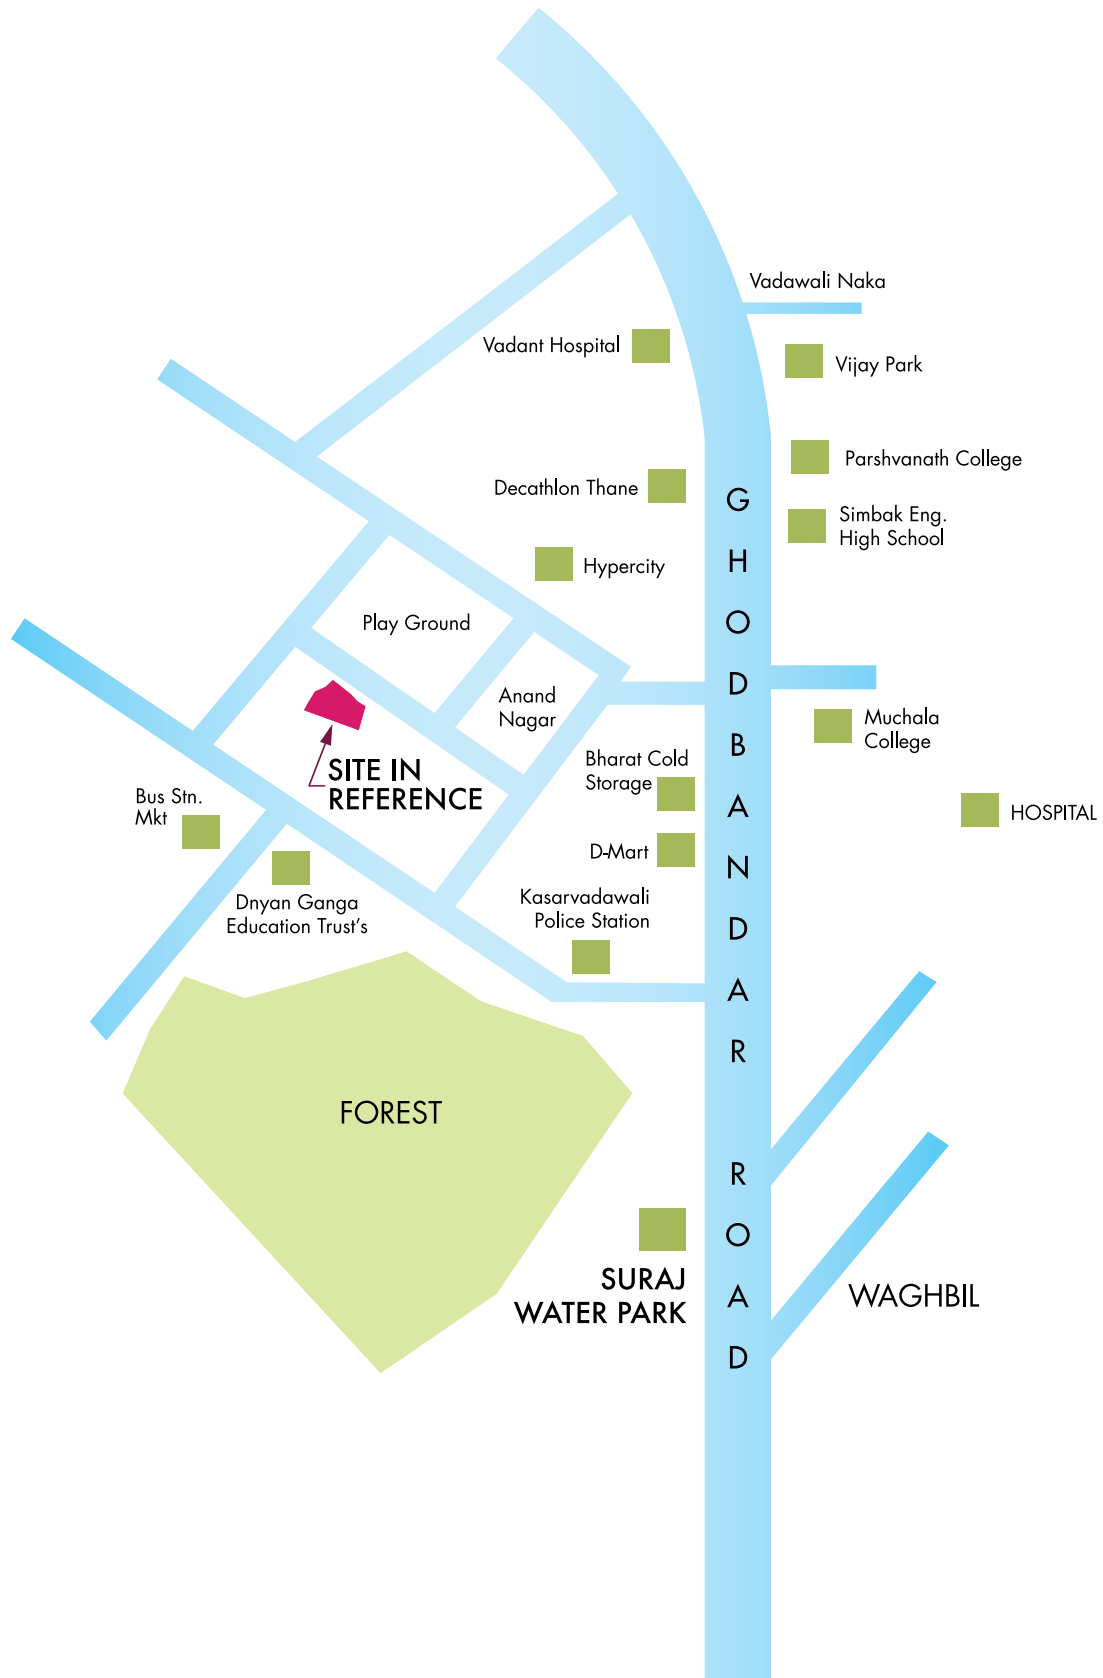 Vadawali Naka
Vadant Hospital
Vijay Park
Parshvanath College
Decathlon Thane
Simbak Eng.
High School
Hypercity
Play Ground
Anand
Nagar
Muchala
College
SITE IN
REFERENCE
Bharat Cold
Storage
Bus Stn.
Mkt
HOSPITAL
D-Mart
Kasarvadawali
Police Station
Dnyan Ganga
Education Trust's
FOREST
GHODBANDAR ROAD
SURAJ
WATER PARK
WAGHBIL